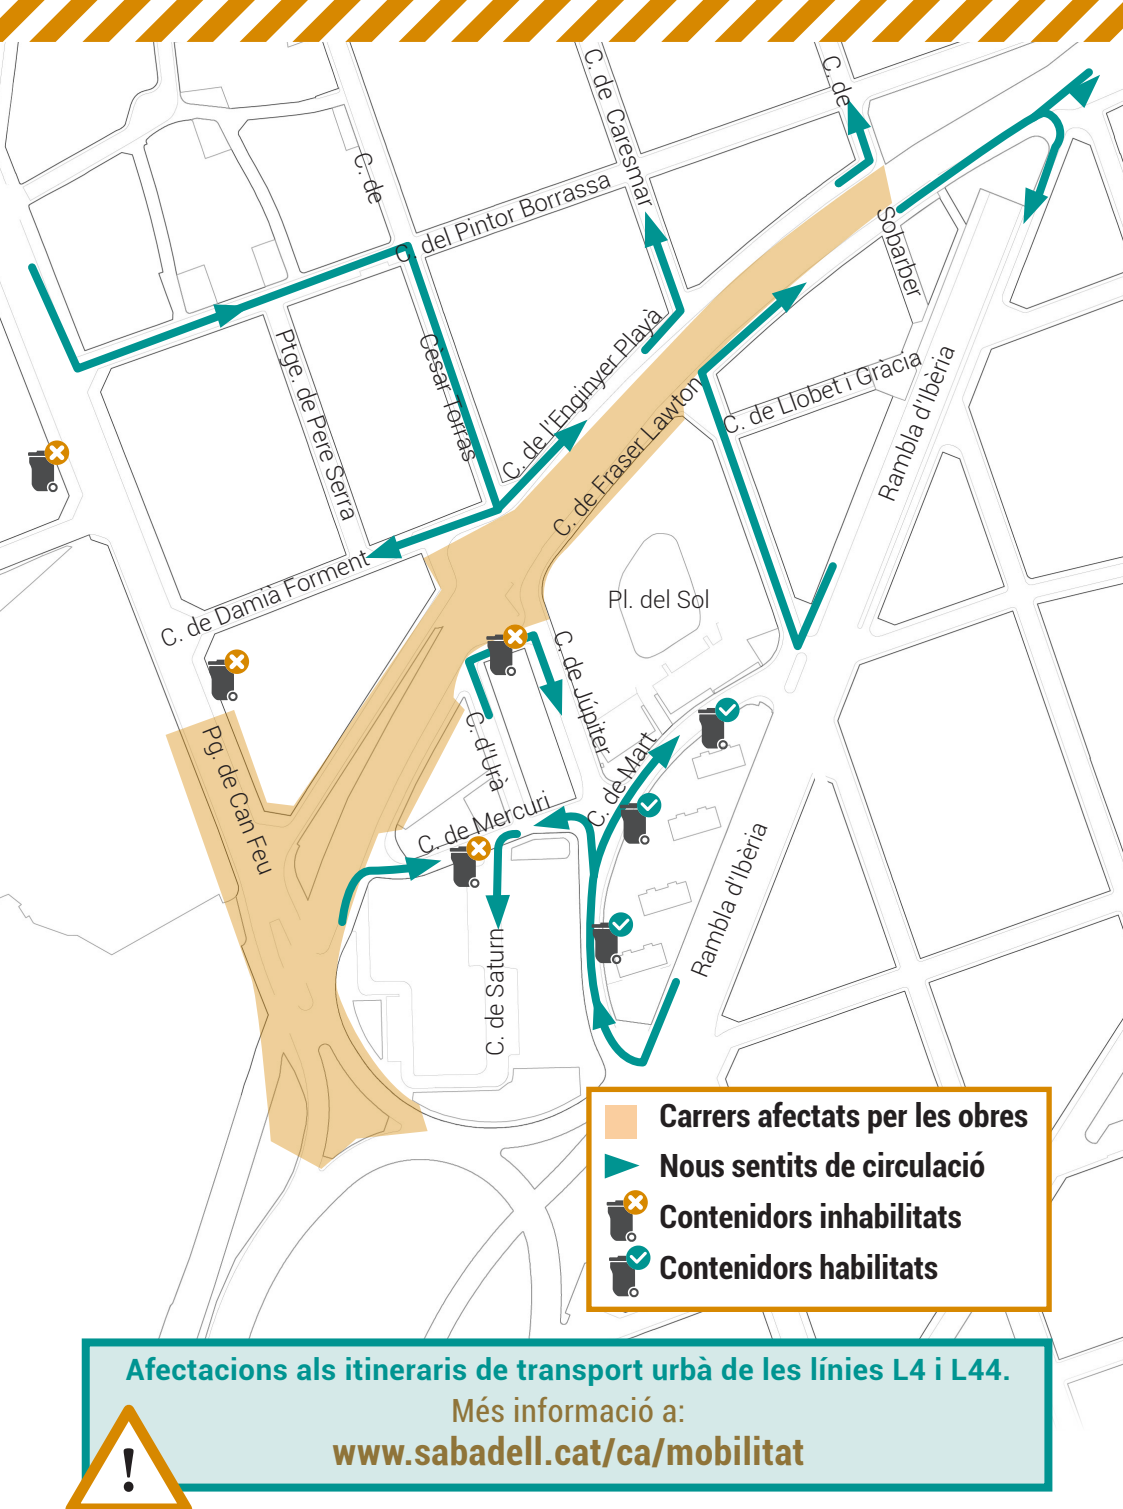 C. de Caresmar
C. de
Sobarber
C. de
Cèsar Torras
C. del Pintor Borrassa
Ptge. de Pere Serra
C. de l'Enginyer Playà
C. de Fraser Lawton
C. de Llobet i Gràcia
Rambla d'Ibèria
C. de Damià Forment
Pl. del Sol
C. de Júpiter
C. d'Urà
Pg. de Can Feu
C. de Mart
C. de Mercuri
Rambla d'Ibèria
C. de Saturn
Carrers afectats per les obres
Nous sentits de circulació
Contenidors inhabilitats
Contenidors habilitats
Afectacions als itineraris de transport urbà de les línies L4 i L44.
Més informació a:
www.sabadell.cat/ca/mobilitat
!